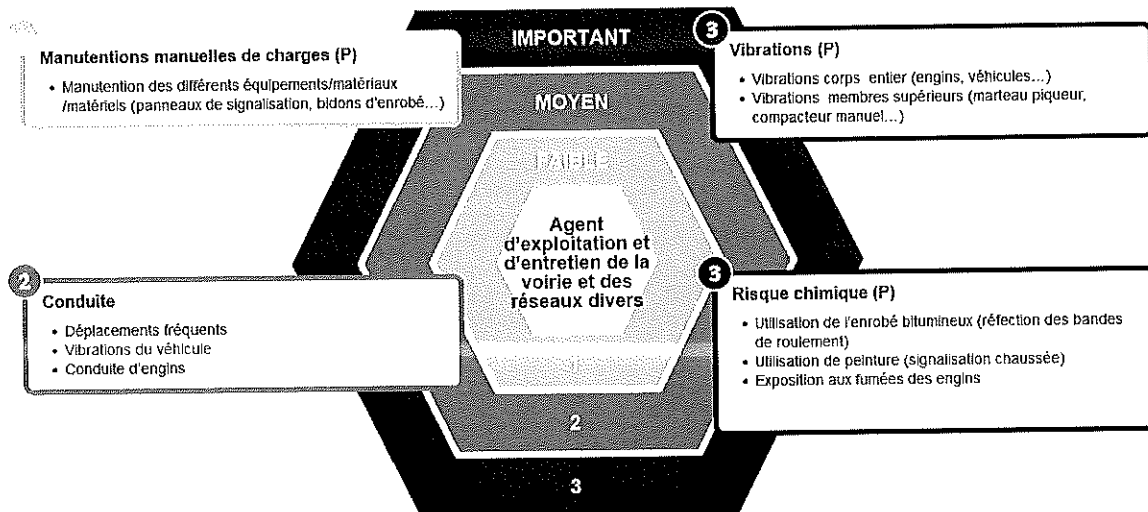 IMPORTANT
MOYEN
FAIBLE
Manutentions manuelles de charges (P)
• Manutention des différents équipements/matériaux
/matériels (panneaux de signalisation, bidons d'enrobé...)
3
Vibrations (P)
• Vibrations corps entier (engins, véhicules...)
• Vibrations membres supérieurs (marteau piqueur,
compacteur manuel...)
Agent
d'exploitation et
d'entretien de la
voirie et des
réseaux divers
2
Conduite
• Déplacements fréquents
• Vibrations du véhicule
• Conduite d'engins
3
Risque chimique (P)
• Utilisation de l'enrobé bitumineux (réfection des bandes
de roulement)
• Utilisation de peinture (signalisation chaussée)
• Exposition aux fumées des engins
1
2
3